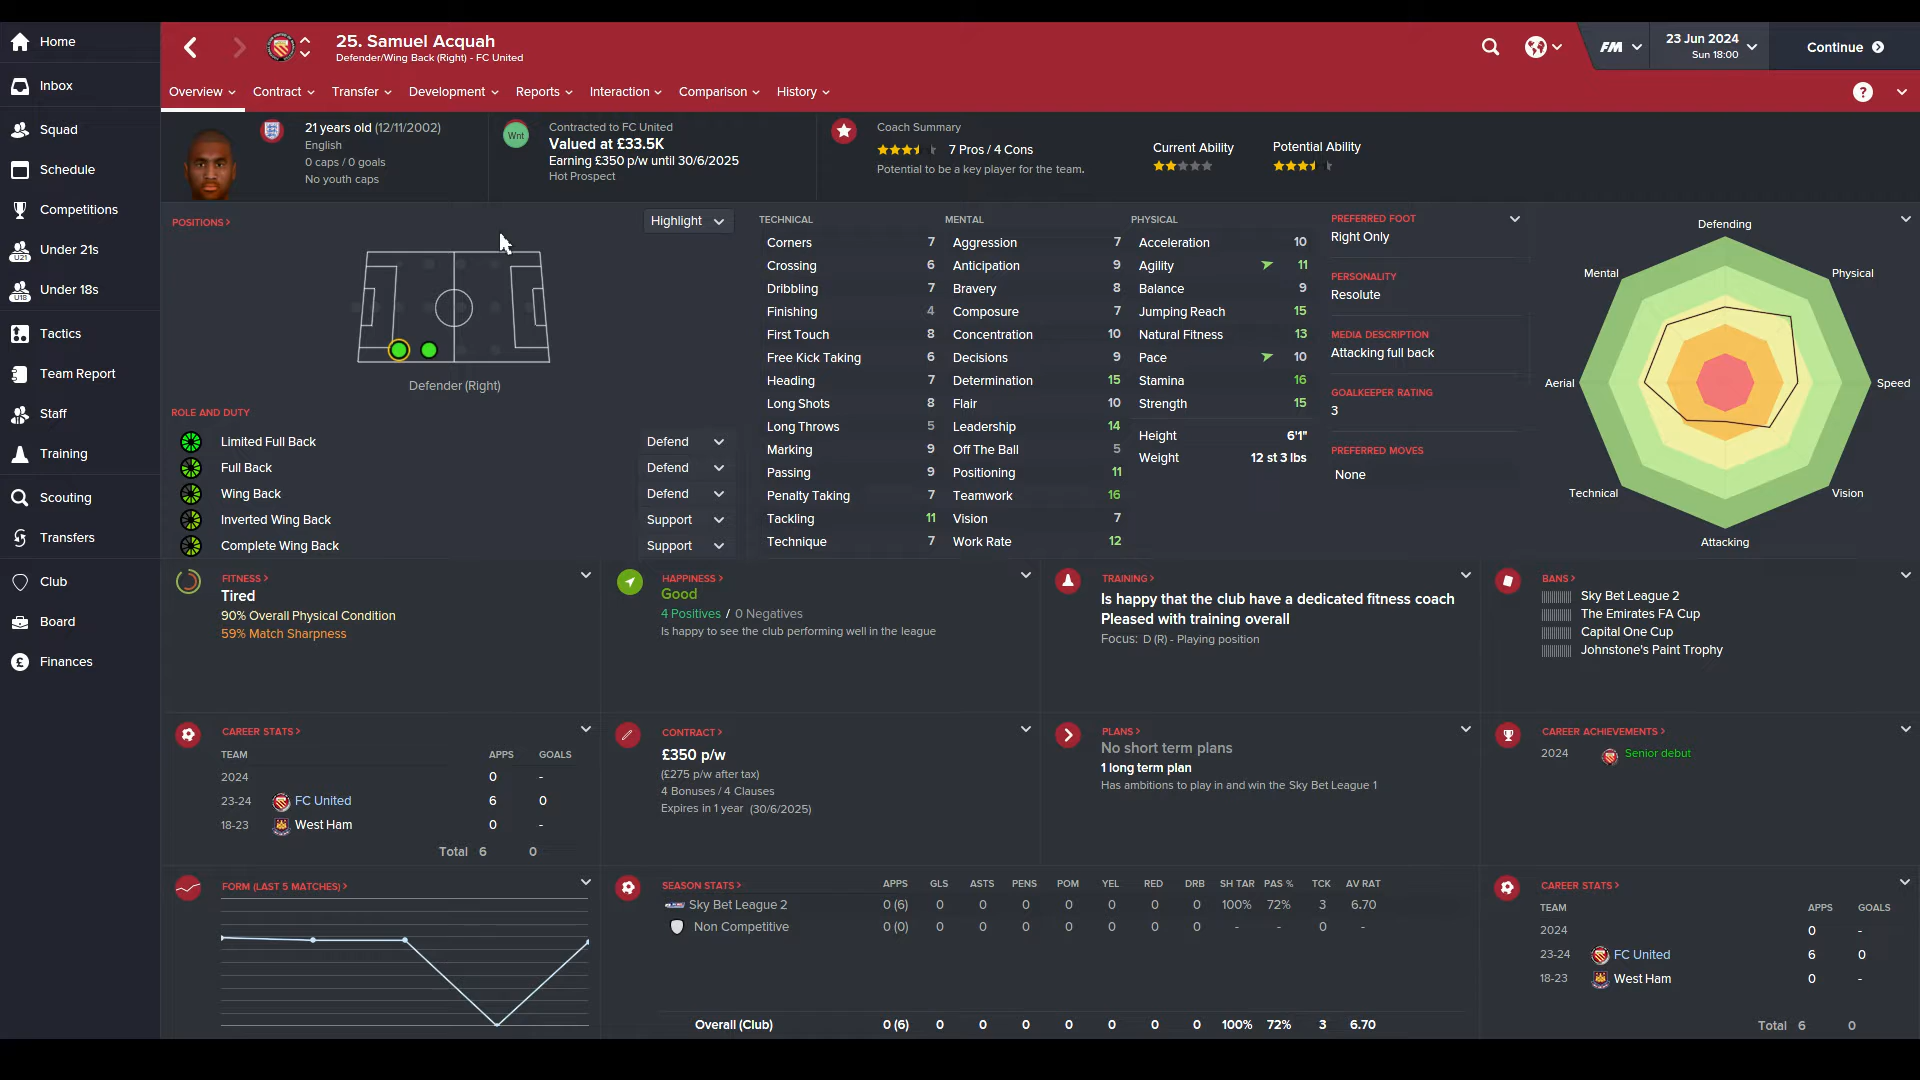 Home
Inbox
Squad
Schedule
Competitions
U21 Under 21s
U18 Under 18s
Tactics
Team Report
Staff
Training
Scouting
Transfers
Club
Board
£ Finances
25. Samuel Acquah
Defender/Wing Back (Right) - FC United
FM
23 Jun 2024
Sun 18:00
Continue
Overview Contract Transfer Development Reports Interaction Comparison History
?
21 years old (12/11/2002)
English
0 caps / 0 goals
No youth caps
Wnt
Contracted to FC United
Valued at £33.5K
Earning £350 p/w until 30/6/2025
Hot Prospect
Coach Summary
7 Pros / 4 Cons
Potential to be a key player for the team.
Current Ability
Potential Ability
POSITIONS >
Highlight
Defender (Right)
ROLE AND DUTY
Limited Full Back Defend
Full Back Defend
Wing Back Defend
Inverted Wing Back Support
Complete Wing Back Support
TECHNICAL
Corners 7
Crossing 6
Dribbling 7
Finishing 4
First Touch 8
Free Kick Taking 6
Heading 7
Long Shots 8
Long Throws 5
Marking 9
Passing 9
Penalty Taking 7
Tackling 11
Technique 7
MENTAL
Aggression 7
Anticipation 9
Bravery 8
Composure 7
Concentration 10
Decisions 9
Determination 15
Flair 10
Leadership 14
Off The Ball 5
Positioning 11
Teamwork 16
Vision 7
Work Rate 12
PHYSICAL
Acceleration 10
Agility 11
Balance 9
Jumping Reach 15
Natural Fitness 13
Pace 10
Stamina 16
Strength 15
Height 6'1"
Weight 12 st 3 lbs
PREFERRED FOOT
Right Only
PERSONALITY
Resolute
MEDIA DESCRIPTION
Attacking full back
GOALKEEPER RATING
3
PREFERRED MOVES
None
Defending
Physical
Speed
Vision
Attacking
Technical
Aerial
Mental
FITNESS >
Tired
90% Overall Physical Condition
59% Match Sharpness
HAPPINESS >
Good
4 Positives / 0 Negatives
Is happy to see the club performing well in the league
TRAINING >
Is happy that the club have a dedicated fitness coach
Pleased with training overall
Focus: D (R) - Playing position
BANS >
Sky Bet League 2
The Emirates FA Cup
Capital One Cup
Johnstone's Paint Trophy
CAREER STATS >
TEAM APPS GOALS
2024 0 -
23-24 FC United 6 0
18-23 West Ham 0 -
Total 6 0
CONTRACT >
£350 p/w
(£275 p/w after tax)
4 Bonuses / 4 Clauses
Expires in 1 year (30/6/2025)
PLANS >
No short term plans
1 long term plan
Has ambitions to play in and win the Sky Bet League 1
CAREER ACHIEVEMENTS >
2024 Senior debut
FORM (LAST 5 MATCHES) >
SEASON STATS > APPS GLS ASTS PENS POM YEL RED DRB SH TAR PAS % TCK AV RAT
Sky Bet League 2 0 (6) 0 0 0 0 0 0 0 100% 72% 3 6.70
Non Competitive 0 (0) 0 0 0 0 0 0 0 - - 0 -
Overall (Club) 0 (6) 0 0 0 0 0 0 0 100% 72% 3 6.70
CAREER STATS >
TEAM APPS GOALS
2024 0 -
23-24 FC United 6 0
18-23 West Ham 0 -
Total 6 0